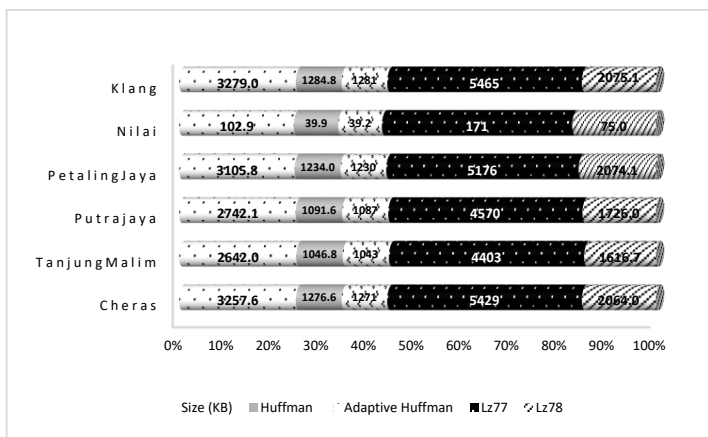 Klang 3279.0 1284.8 1281 5465 2075.1
Nilai 102.9 39.9 39.2 171 75.0
PetalingJaya 3105.8 1234.0 1230 5176 2074.1
Putrajaya 2742.1 1091.6 1087 4570 1726.0
TanjungMalim 2642.0 1046.8 1043 4403 1616.7
Cheras 3257.6 1276.6 1271 5429 2064.0
0% 10% 20% 30% 40% 50% 60% 70% 80% 90% 100%
Size (KB) Huffman Adaptive Huffman Lz77 Lz78